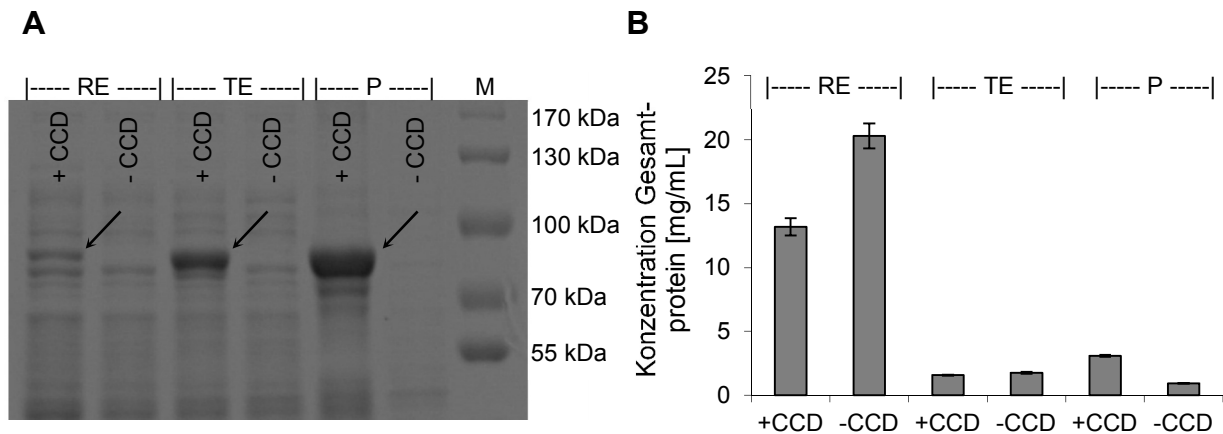 A
|----- RE -----| |----- TE -----| |----- P -----| M
+ CCD - CCD + CCD - CCD + CCD - CCD
170 kDa
130 kDa
100 kDa
70 kDa
55 kDa
B
Konzentration Gesamt-
protein [mg/mL]
25
20
15
10
5
0
|----- RE -----| |----- TE -----| |----- P -----|
+CCD -CCD +CCD -CCD +CCD -CCD